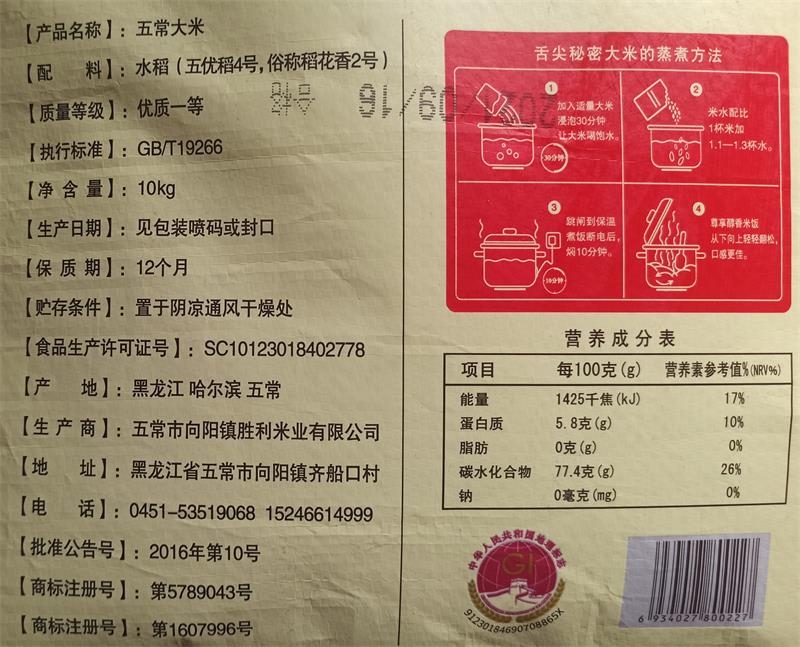 【产品名称】：五常大米
【配 料】：水稻（五优稻4号，俗称稻花香2号）
【质量等级】：优质一等
【执行标准】：GB/T19266
【净 含 量】：10kg
【生产日期】：见包装喷码或封口
【保 质 期】：12个月
【贮存条件】：置于阴凉通风干燥处
【食品生产许可证号】：SC10123018402778
【产 地】：黑龙江 哈尔滨 五常
【生 产 商】：五常市向阳镇胜利米业有限公司
【地 址】：黑龙江省五常市向阳镇齐船口村
【电 话】：0451-53519068 15246614999
【批准公告号】：2016年第10号
【商标注册号】：第5789043号
【商标注册号】：第1607996号
2021/09/16
舌尖秘密大米的蒸煮方法
1
加入适量大米
浸泡30分钟
让大米喝饱水。
30分钟
2
米水配比
1杯米加
1.1—1.3杯水。
3
跳闸到保温
煮饭断电后，
焖10分钟。
10分钟
4
尊享醇香米饭
从下向上轻轻翻松，
口感更佳。
营养成分表
项目 每100克(g) 营养素参考值%(NRV%)
能量 1425千焦(kJ) 17%
蛋白质 5.8克(g) 10%
脂肪 0克(g) 0%
碳水化合物 77.4克(g) 26%
钠 0毫克(mg) 0%
中华人民共和国地理标志
GI
91230184690708865X
6 934027 800227